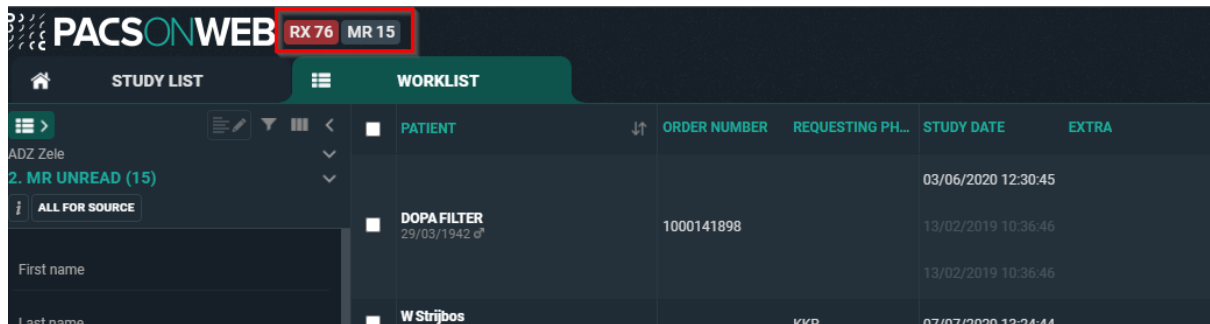 PACSONWEB RX 76 MR 15
STUDY LIST WORKLIST
PATIENT ORDER NUMBER REQUESTING PH... STUDY DATE EXTRA
ADZ Zele
2. MR UNREAD (15)
i ALL FOR SOURCE
First name
Last name
03/06/2020 12:30:45
DOPA FILTER 1000141898 13/02/2019 10:36:46
29/03/1942 ♂
13/02/2019 10:36:46
W Strijbos KKB 07/07/2020 13:24:44